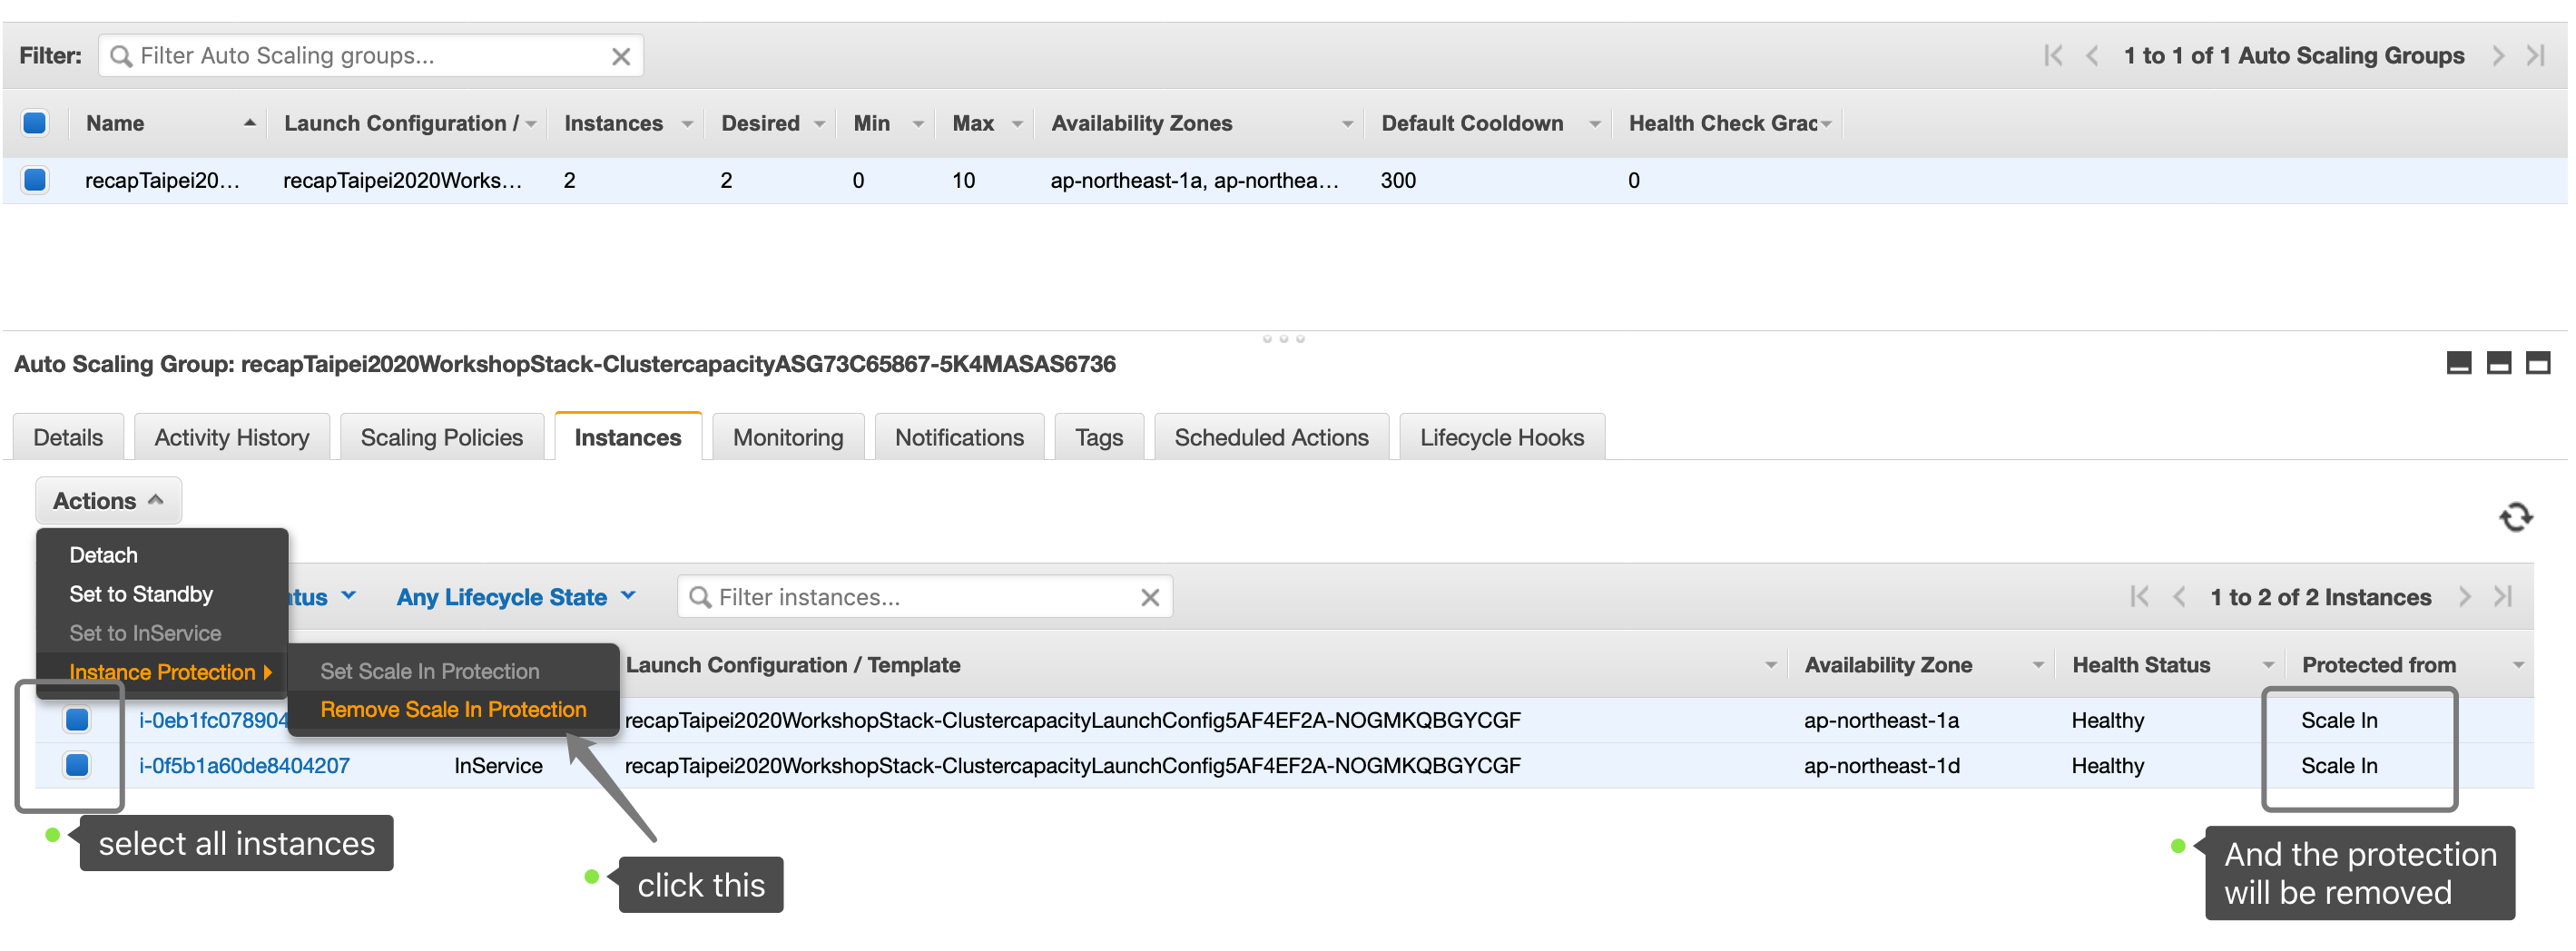 Filter: Filter Auto Scaling groups... 1 to 1 of 1 Auto Scaling Groups
Name Launch Configuration / Instances Desired Min Max Availability Zones Default Cooldown Health Check Grac
recapTaipei20... recapTaipei2020Works... 2 2 0 10 ap-northeast-1a, ap-northea... 300 0
Auto Scaling Group: recapTaipei2020WorkshopStack-ClustercapacityASG73C65867-5K4MASAS6736
Details Activity History Scaling Policies Instances Monitoring Notifications Tags Scheduled Actions Lifecycle Hooks
Actions
Detach
Set to Standby
Set to InService
Instance Protection
Any Lifecycle State Filter instances... 1 to 2 of 2 Instances
Set Scale In Protection
Remove Scale In Protection
Launch Configuration / Template Availability Zone Health Status Protected from
i-0eb1fc078904 recapTaipei2020WorkshopStack-ClustercapacityLaunchConfig5AF4EF2A-NOGMKQBGYCGF ap-northeast-1a Healthy Scale In
i-0f5b1a60de8404207 InService recapTaipei2020WorkshopStack-ClustercapacityLaunchConfig5AF4EF2A-NOGMKQBGYCGF ap-northeast-1d Healthy Scale In
select all instances
click this
And the protection
will be removed